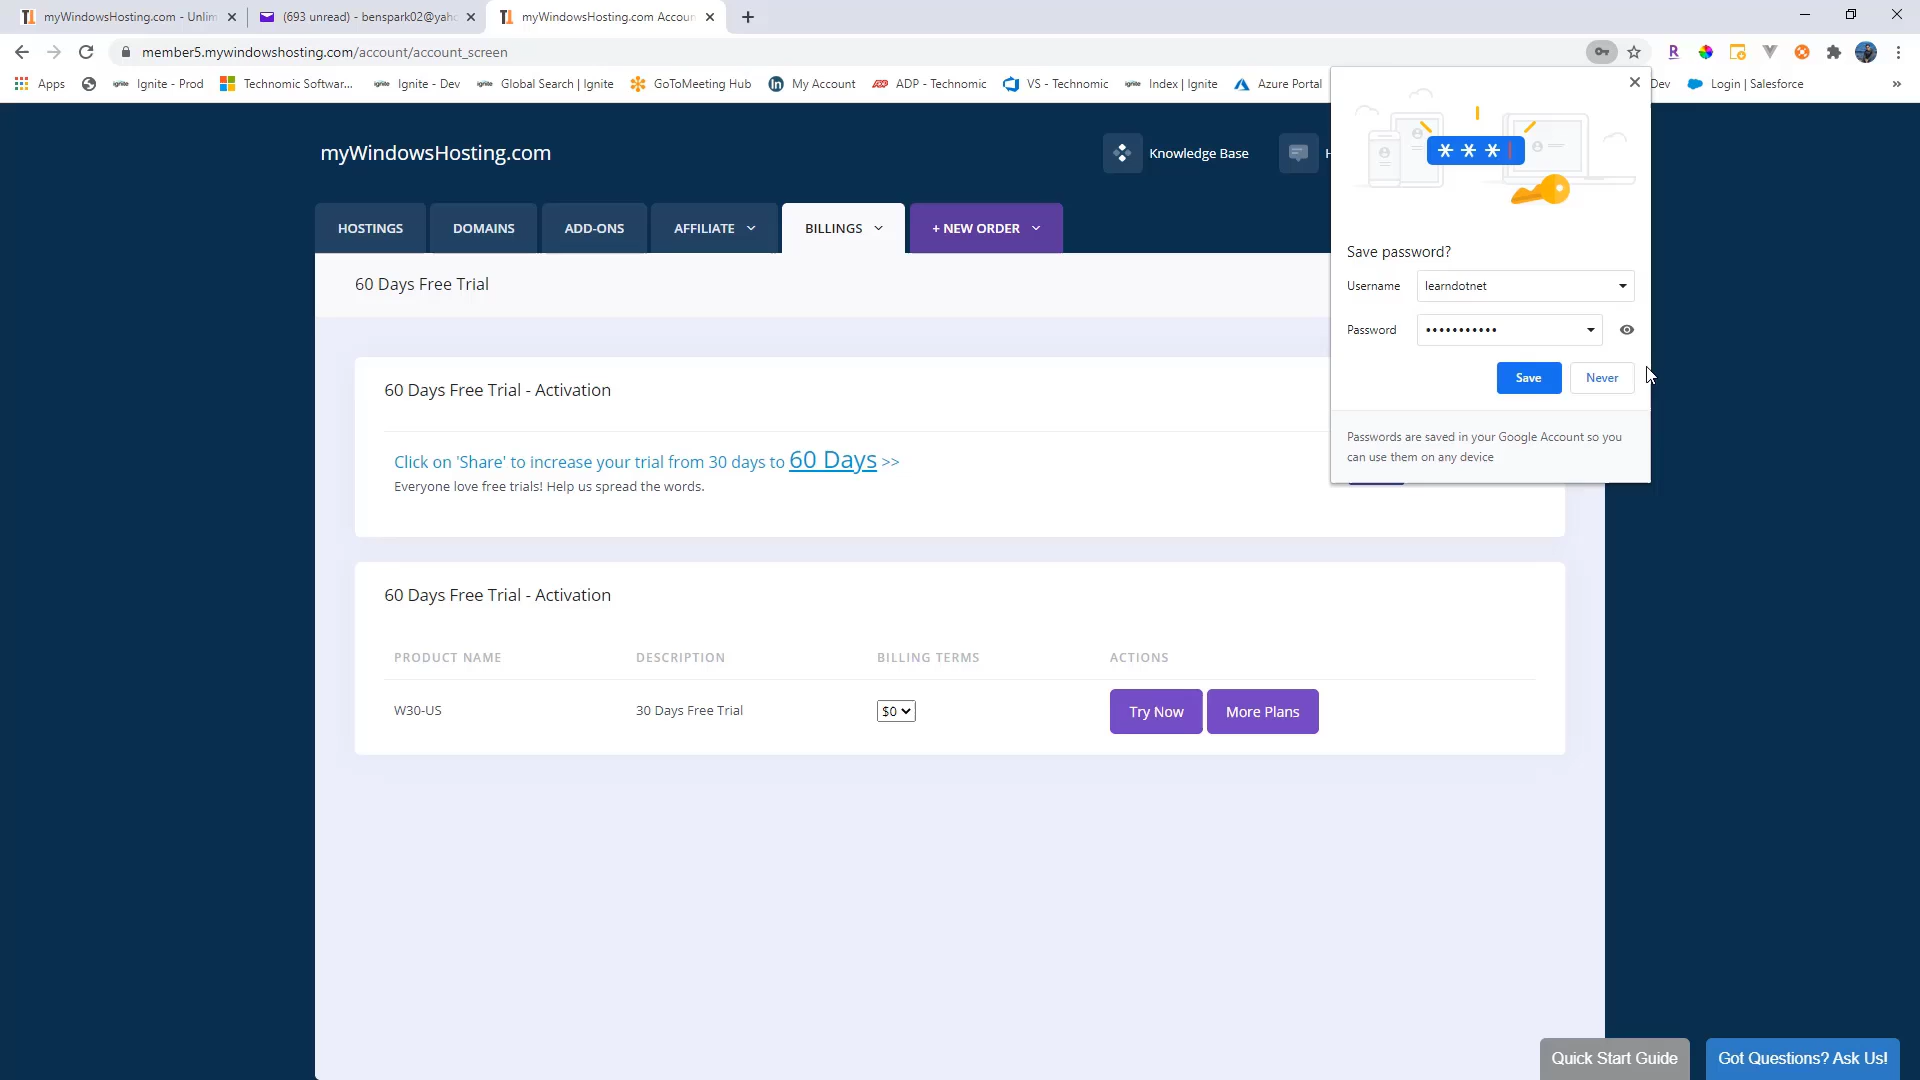 myWindowsHosting.com - Unlim
(693 unread) - benspark02@yaho
myWindowsHosting.com Accoun
member5.mywindowshosting.com/account/account_screen
Apps
Ignite - Prod
Technomic Softwar...
Ignite - Dev
Global Search | Ignite
GoToMeeting Hub
My Account
ADP - Technomic
VS - Technomic
Index | Ignite
Azure Portal
Dev
Login | Salesforce
»
myWindowsHosting.com
Knowledge Base
H
HOSTINGS
DOMAINS
ADD-ONS
AFFILIATE
BILLINGS
+ NEW ORDER
60 Days Free Trial
60 Days Free Trial - Activation
Click on 'Share' to increase your trial from 30 days to 60 Days >>
Everyone love free trials! Help us spread the words.
60 Days Free Trial - Activation
PRODUCT NAME DESCRIPTION BILLING TERMS ACTIONS
W30-US 30 Days Free Trial $0 Try Now More Plans
* * *
Save password?
Username learndotnet
Password •••••••••••
Save Never
Passwords are saved in your Google Account so you
can use them on any device
Quick Start Guide
Got Questions? Ask Us!